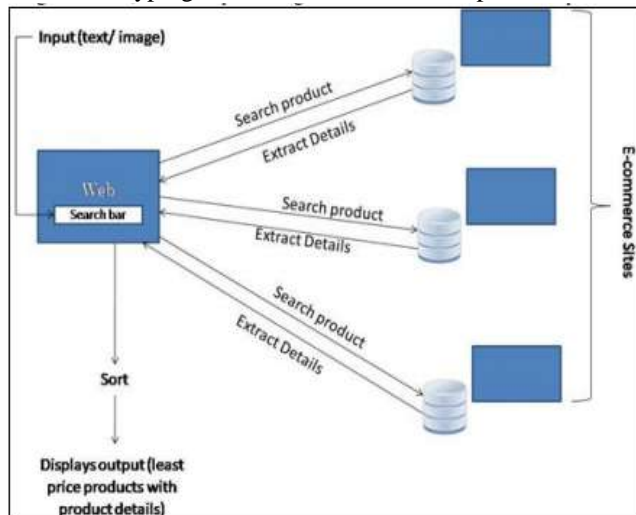 Input (text/ image)
Search product
Extract Details
Web
Search bar
Search product
Extract Details
Search product
Extract Details
E-commerce Sites
Sort
Displays output (least
price products with
product details)